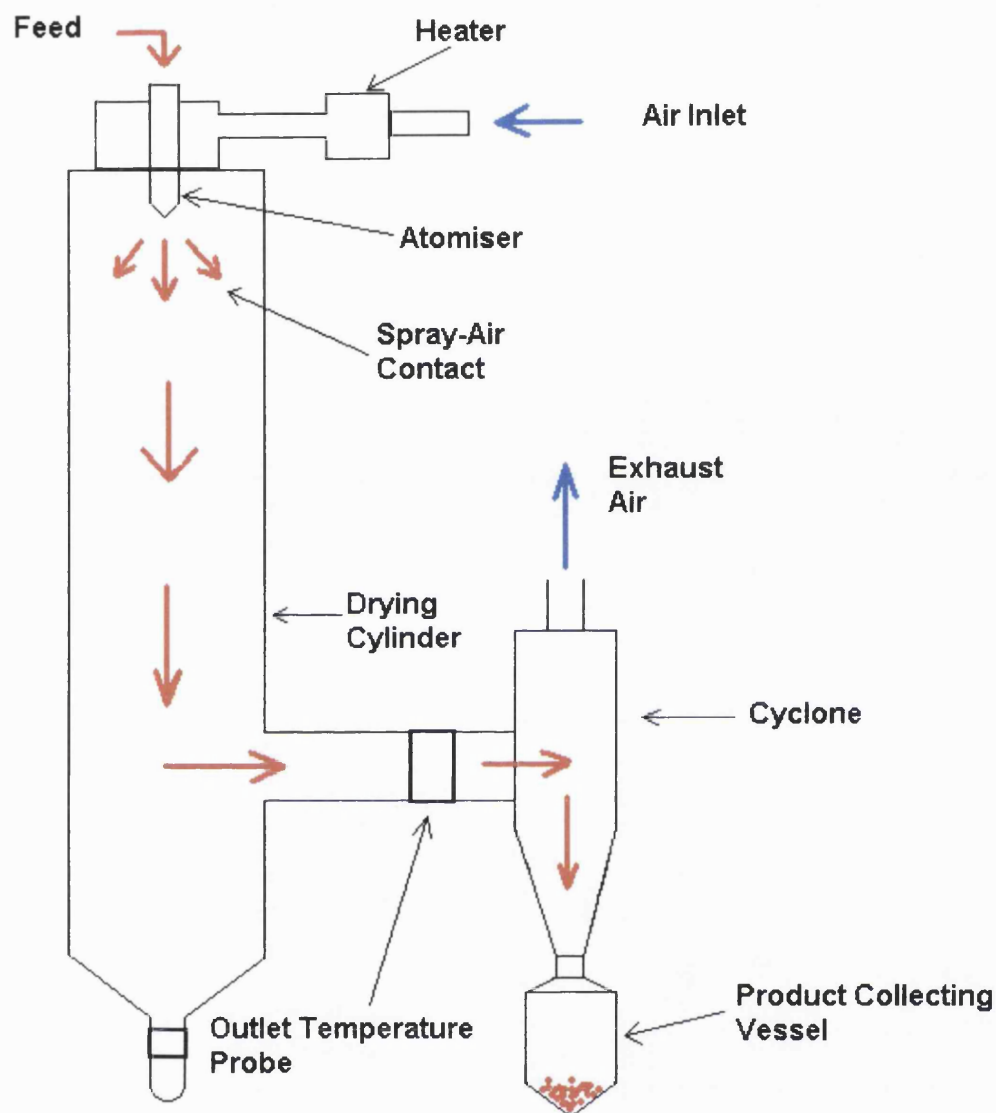 Feed
Heater
Air Inlet
Atomiser
Spray-Air
Contact
Exhaust
Air
Drying
Cylinder
Cyclone
Outlet Temperature
Probe
Product Collecting
Vessel